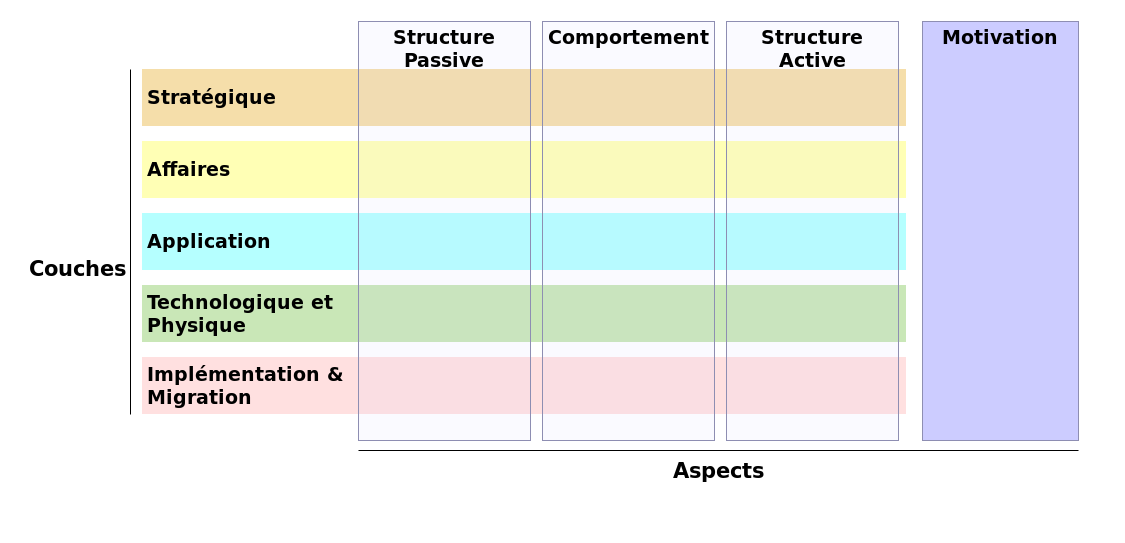 Structure
Passive
Comportement
Structure
Active
Motivation
Stratégique
Affaires
Application
Couches
Technologique et
Physique
Implémentation &
Migration
Aspects